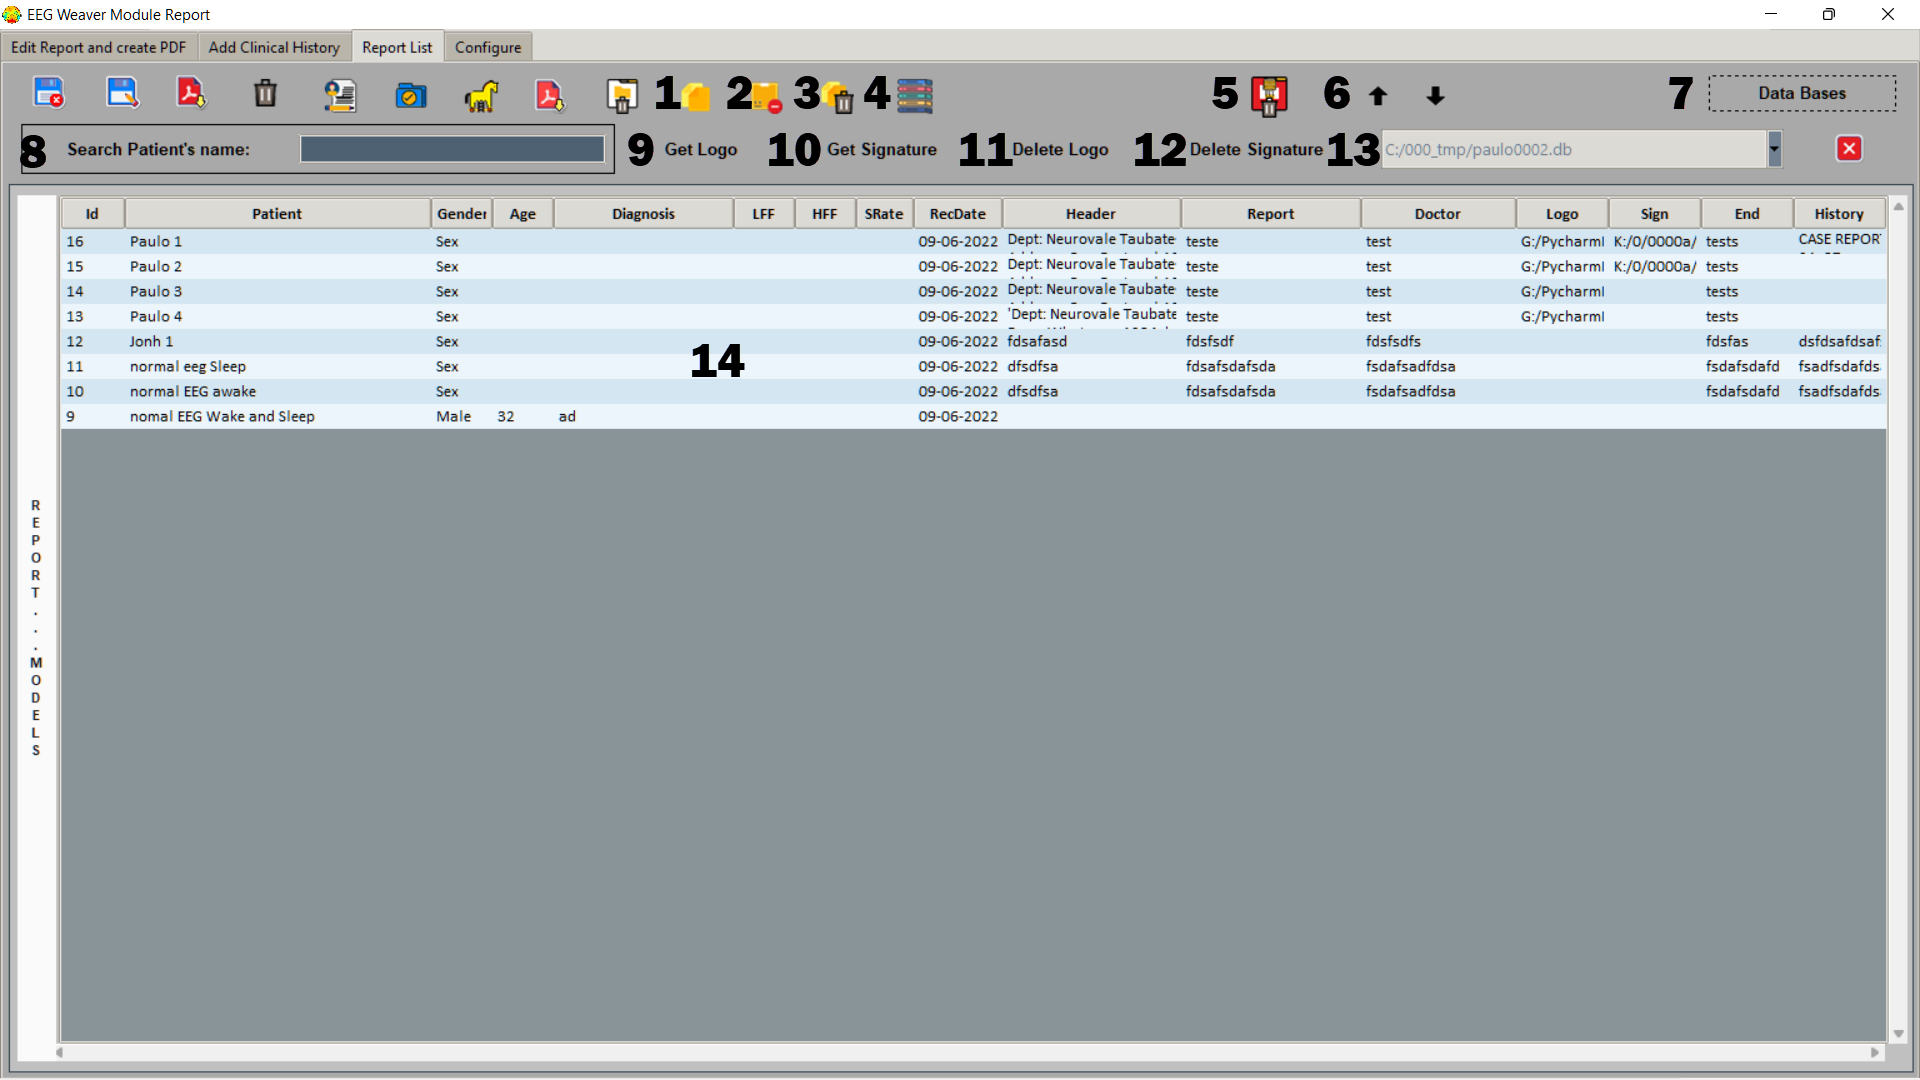 EEG Weaver Module Report
Edit Report and create PDF Add Clinical History Report List Configure
1 2 3 4 5 6 7 Data Bases
8 Search Patient's name: 9 Get Logo 10 Get Signature 11 Delete Logo 12 Delete Signature 13 C:/000_tmp/paulo0002.db
Id Patient Gender Age Diagnosis LFF HFF SRate RecDate Header Report Doctor Logo Sign End History
16 Paulo 1 Sex 09-06-2022 Dept: Neurovale Taubate teste test G:/Pycharml K:/0/0000a/ tests CASE REPOR
15 Paulo 2 Sex 09-06-2022 Dept: Neurovale Taubate teste test G:/Pycharml K:/0/0000a/ tests
14 Paulo 3 Sex 09-06-2022 Dept: Neurovale Taubate teste test G:/Pycharml tests
13 Paulo 4 Sex 09-06-2022 'Dept: Neurovale Taubate teste test G:/Pycharml tests
12 Jonh 1 Sex 09-06-2022 fdsafasd fdsfsdf fdsfsdfs fdsfas dsfdsafdsaf
11 normal eeg Sleep Sex 09-06-2022 dfsdfsa fdsafsdafsda fsdafsadfdsa fsdafsdafd fsadfsdafds
10 normal EEG awake Sex 09-06-2022 dfsdfsa fdsafsdafsda fsdafsadfdsa fsdafsdafd fsadfsdafds
9 nomal EEG Wake and Sleep Male 32 ad 09-06-2022
14
REPORT...MODELS